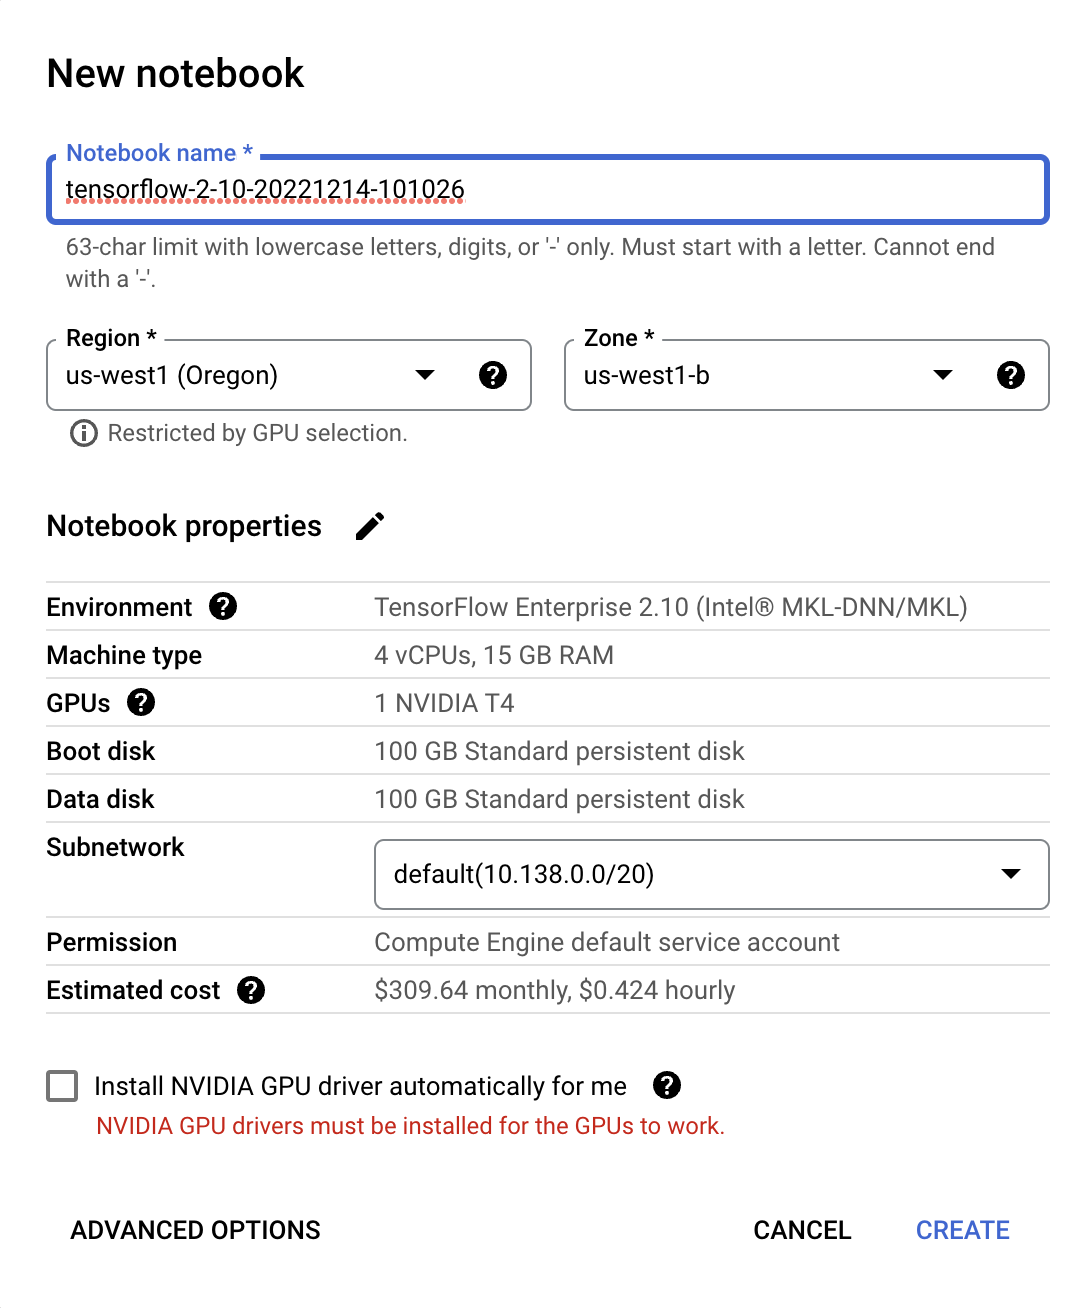 New notebook
Notebook name *
tensorflow-2-10-20221214-101026
63-char limit with lowercase letters, digits, or '-' only. Must start with a letter. Cannot end
with a '-'.
Region *
us-west1 (Oregon)
Zone *
us-west1-b
Restricted by GPU selection.
Notebook properties
Environment TensorFlow Enterprise 2.10 (Intel® MKL-DNN/MKL)
Machine type 4 vCPUs, 15 GB RAM
GPUs 1 NVIDIA T4
Boot disk 100 GB Standard persistent disk
Data disk 100 GB Standard persistent disk
Subnetwork default(10.138.0.0/20)
Permission Compute Engine default service account
Estimated cost $309.64 monthly, $0.424 hourly
Install NVIDIA GPU driver automatically for me
NVIDIA GPU drivers must be installed for the GPUs to work.
ADVANCED OPTIONS CANCEL CREATE